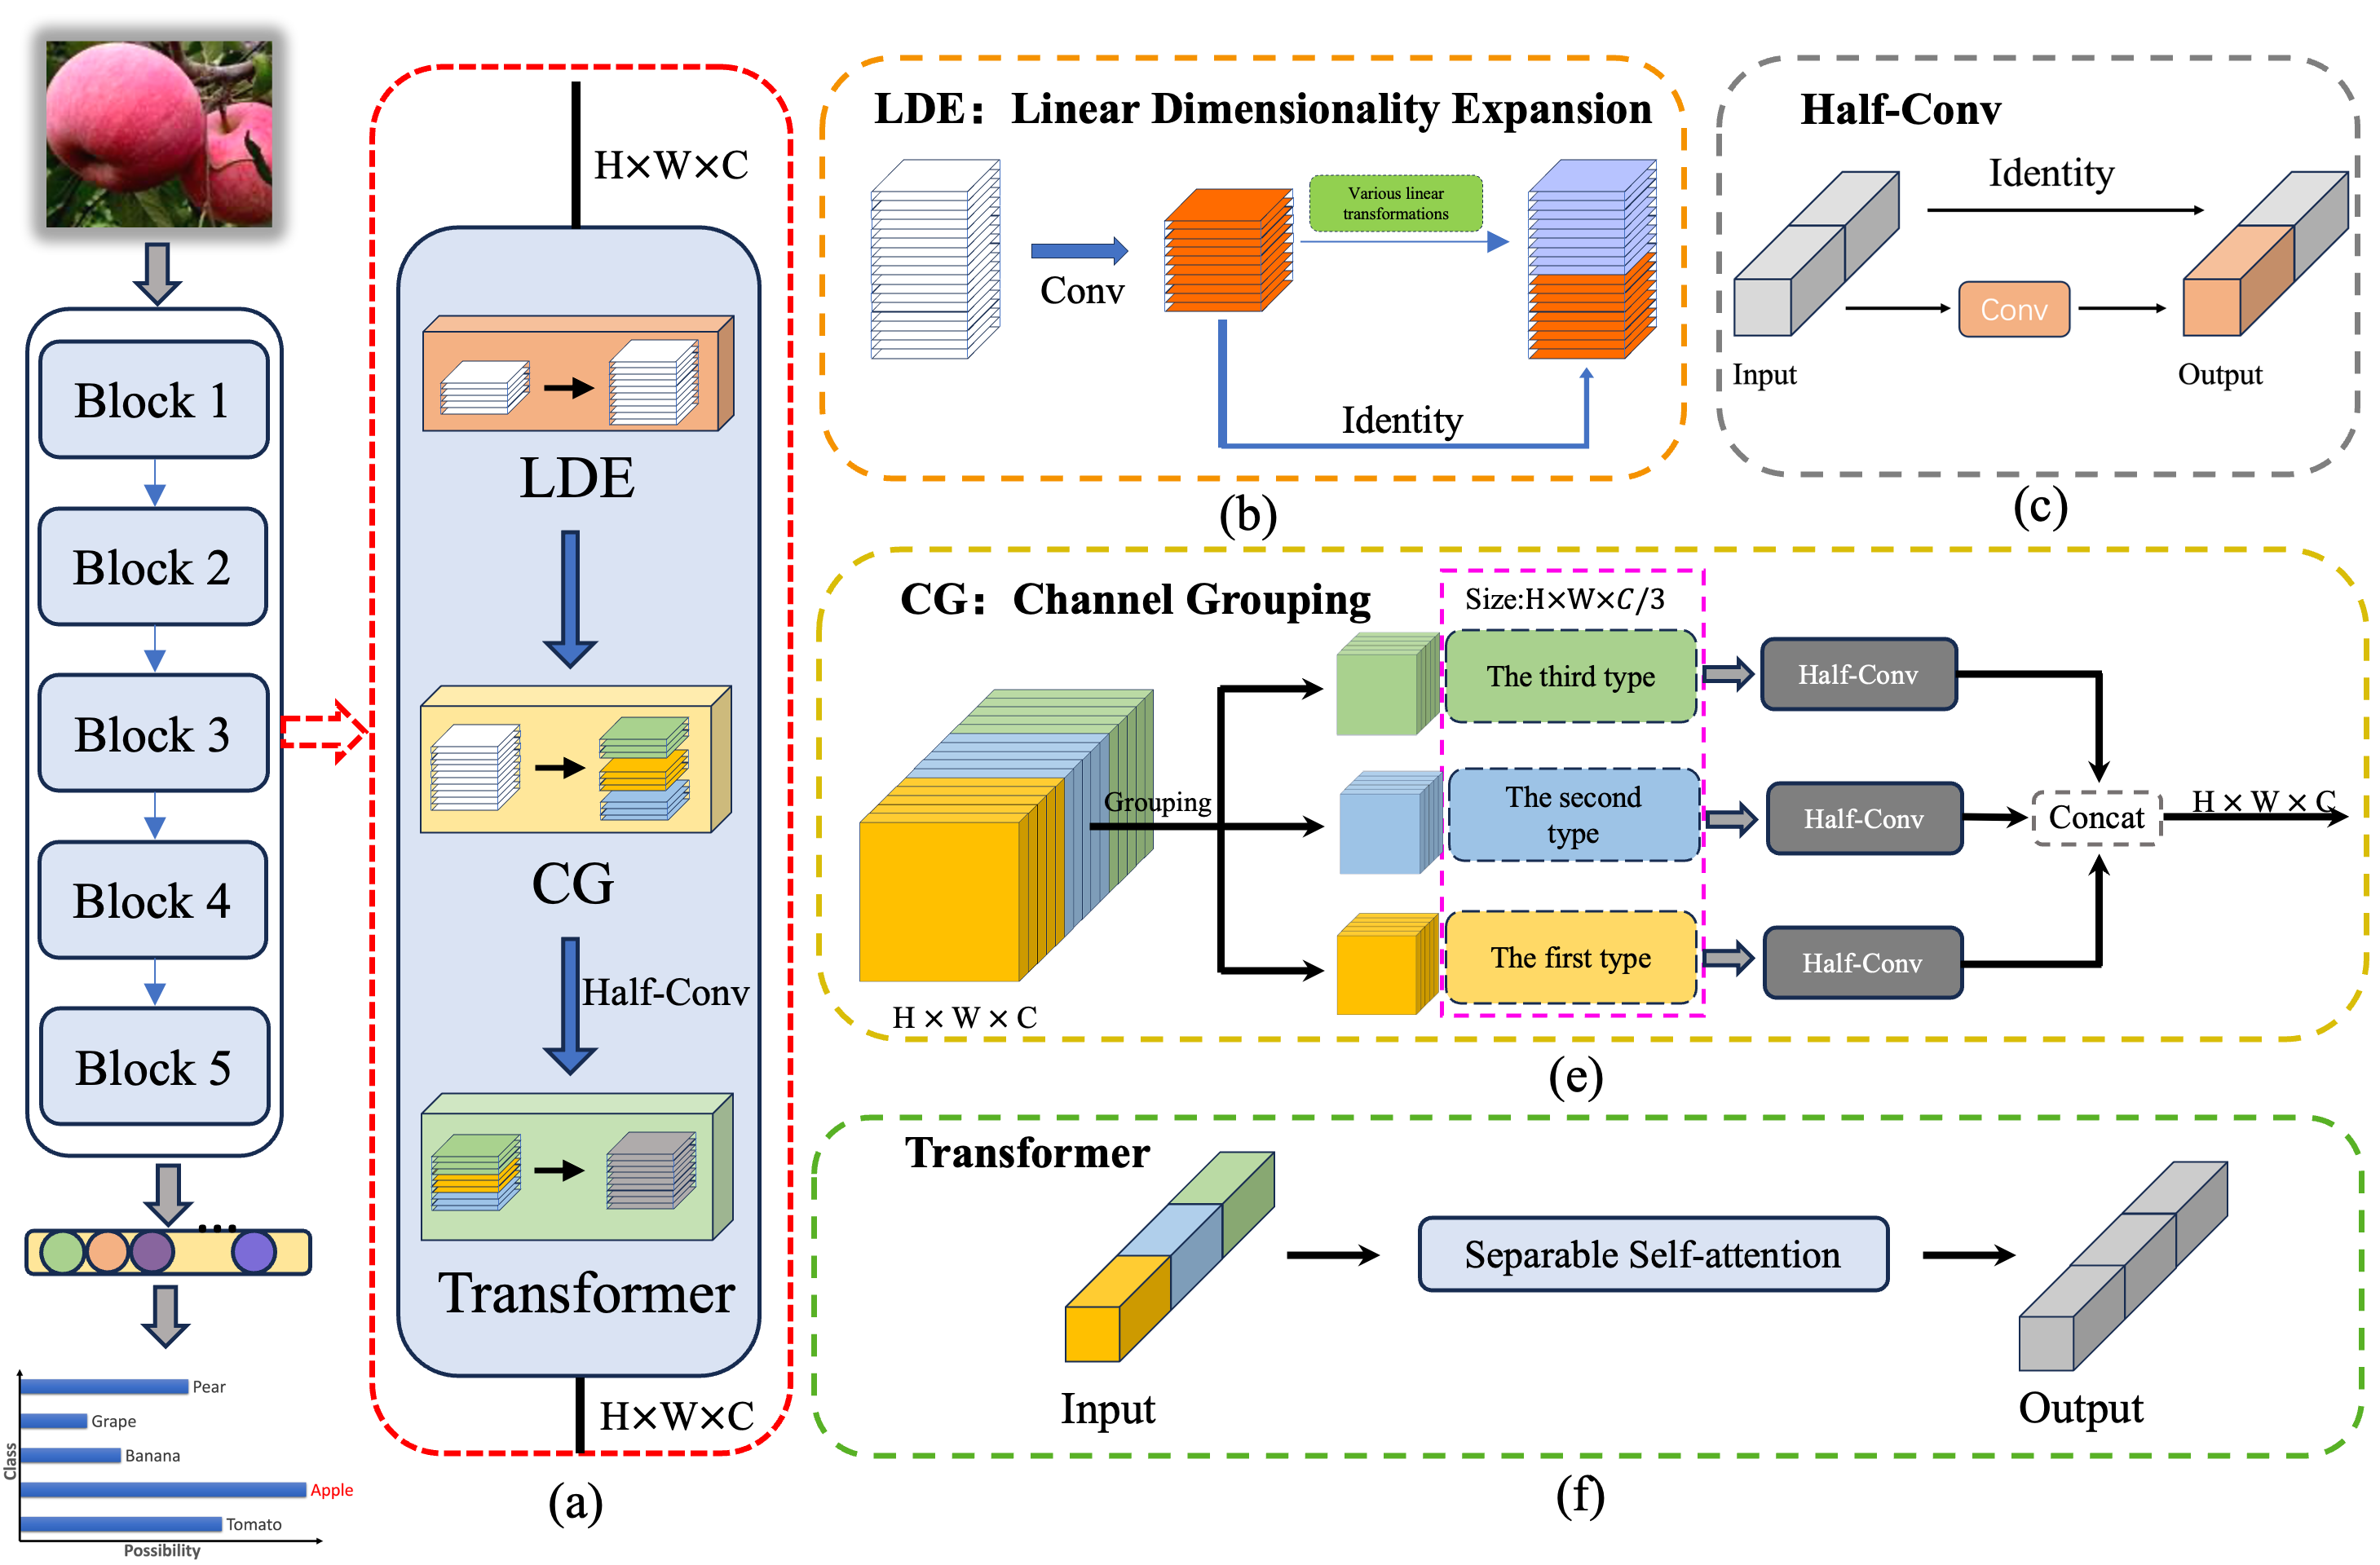 Block 1
Block 2
Block 3
Block 4
Block 5
...
Pear
Grape
Banana
Apple
Tomato
Class
Possibility
H×W×C
LDE
CG
Half-Conv
Transformer
H×W×C
(a)
LDE：Linear Dimensionality Expansion
Conv
Various linear
transformations
Identity
(b)
Half-Conv
Identity
Conv
Input
Output
(c)
CG：Channel Grouping
Size:H×W×C/3
Grouping
H × W × C
The third type
The second
type
The first type
Half-Conv
Half-Conv
Half-Conv
Concat
H × W × C
(e)
Transformer
Input
Separable Self-attention
Output
(f)